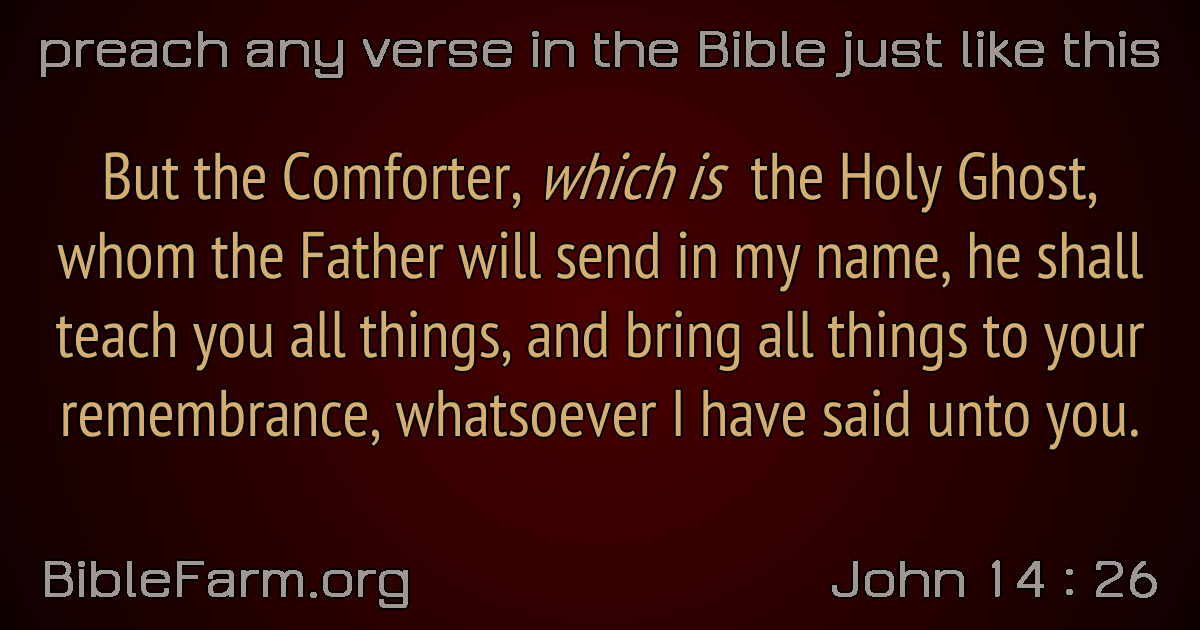 preach any verse in the Bible just like this
But the Comforter, which is the Holy Ghost,
whom the Father will send in my name, he shall
teach you all things, and bring all things to your
remembrance, whatsoever I have said unto you.
BibleFarm.org
John 14 : 26